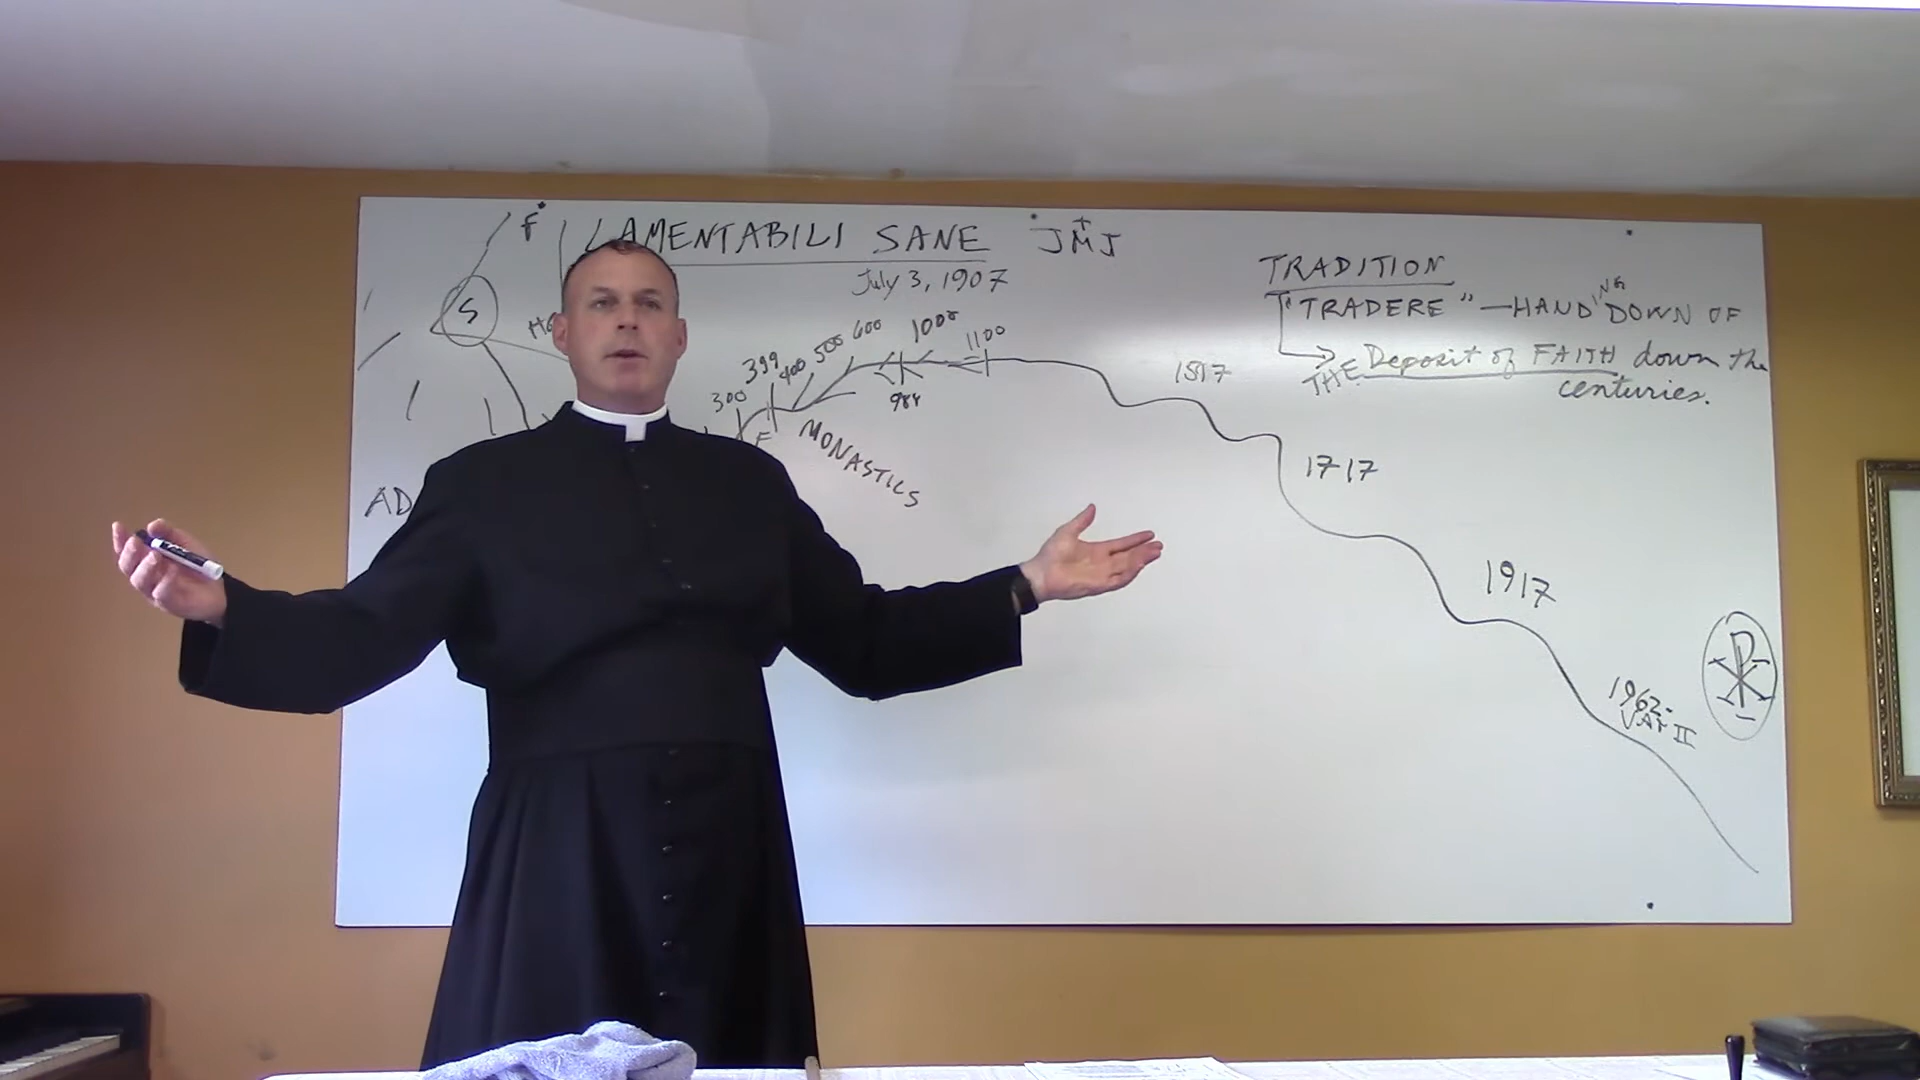 F
LAMENTABILI SANE JMJ
July 3, 1907
S
300 399 400 500 600 1000 1100
984
F
MONASTICS
AD
TRADITION
"TRADERE" — HANDING DOWN OF
THE Deposit of FAITH down the
centuries.
1517
1717
1917
1962-
VAT II